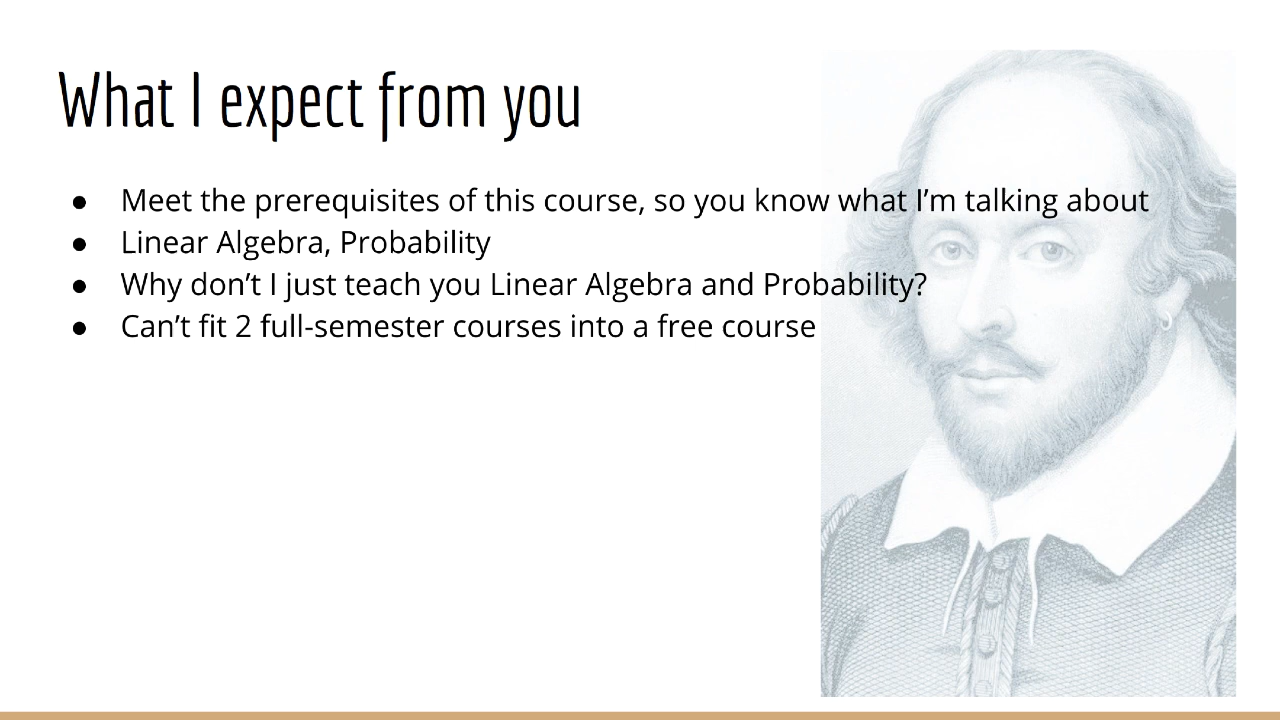 What I expect from you
● Meet the prerequisites of this course, so you know what I’m talking about
● Linear Algebra, Probability
● Why don’t I just teach you Linear Algebra and Probability?
● Can’t fit 2 full-semester courses into a free course